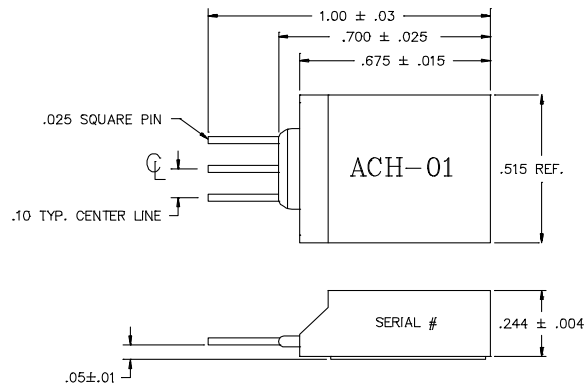 1.00 ± .03
.700 ± .025
.675 ± .015
.025 SQUARE PIN
ACH-01
.515 REF.
℄
.10 TYP. CENTER LINE
SERIAL #
.244 ± .004
.05±.01